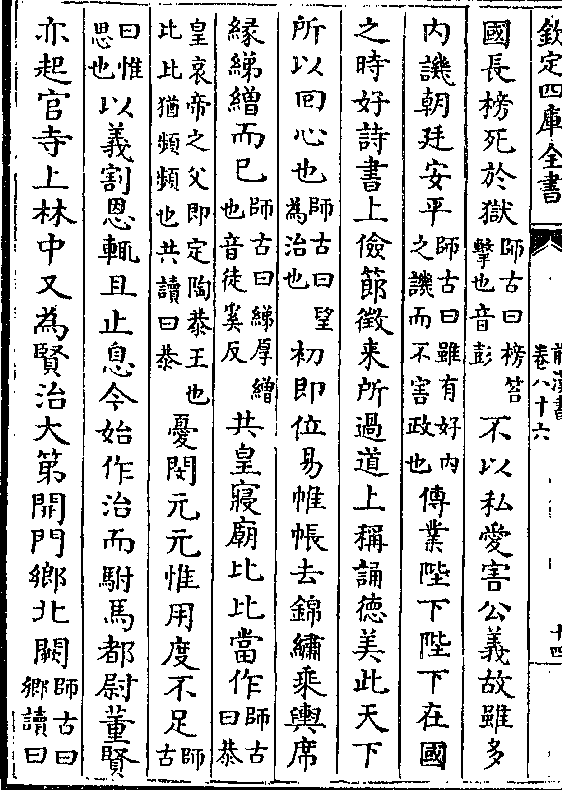 欽定四庫全書
前漢書
卷八十六
十四
國長榜死於獄師古曰榜笞擊也音彭不以私愛害公義故雖多
內譏朝廷安平師古曰雖有好內之譏而不害政也傳業陛下陛下在國
之時好詩書上儉節徵来所過道上稱誦徳美此天下
所以囘心也師古曰望為治也初即位易帷帳去錦繡乗輿席
縁綈繒而已師古曰綈厚繒也音徒奚反共皇寢廟比比當作師古曰恭
皇哀帝之父即定陶恭王也比比猶頻頻也共讀曰恭憂閔元元惟用度不足師古
曰惟思也以義割恩輒且止息今始作治而駙馬都尉董賢
亦起官寺上林中又為賢治大第開門鄉北闕師古曰鄉讀曰